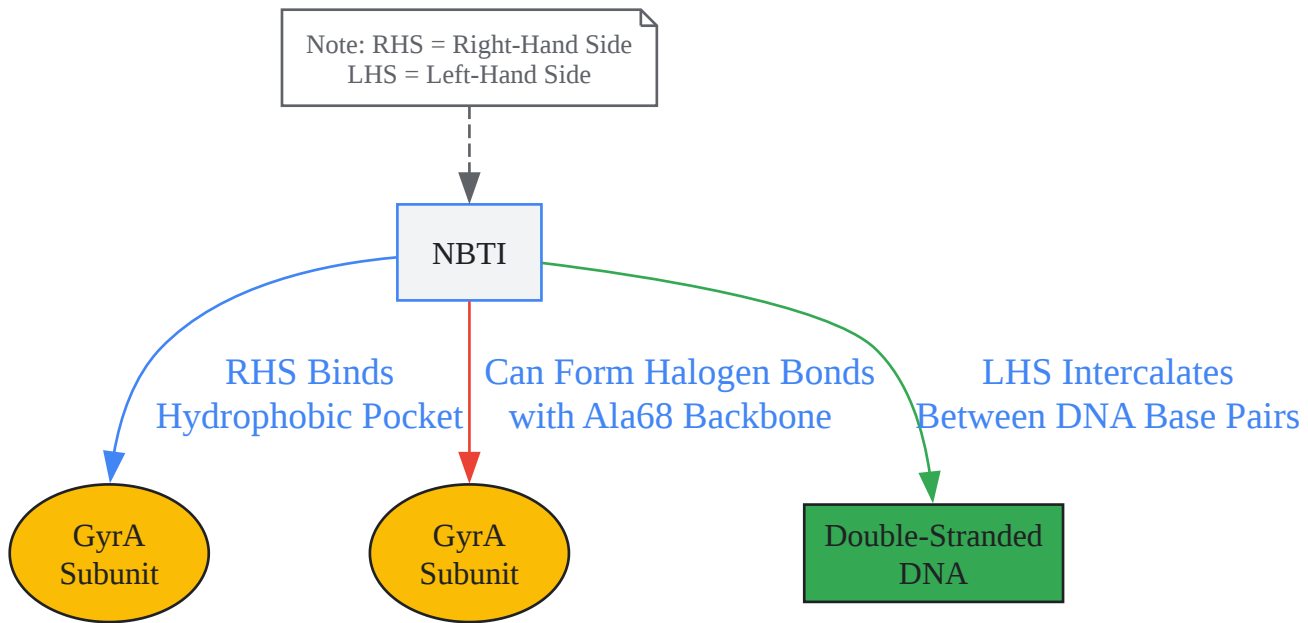 Note: RHS = Right-Hand Side
LHS = Left-Hand Side
NBTI
RHS Binds
Hydrophobic Pocket
Can Form Halogen Bonds
with Ala68 Backbone
LHS Intercalates
Between DNA Base Pairs
GyrA
Subunit
GyrA
Subunit
Double-Stranded
DNA